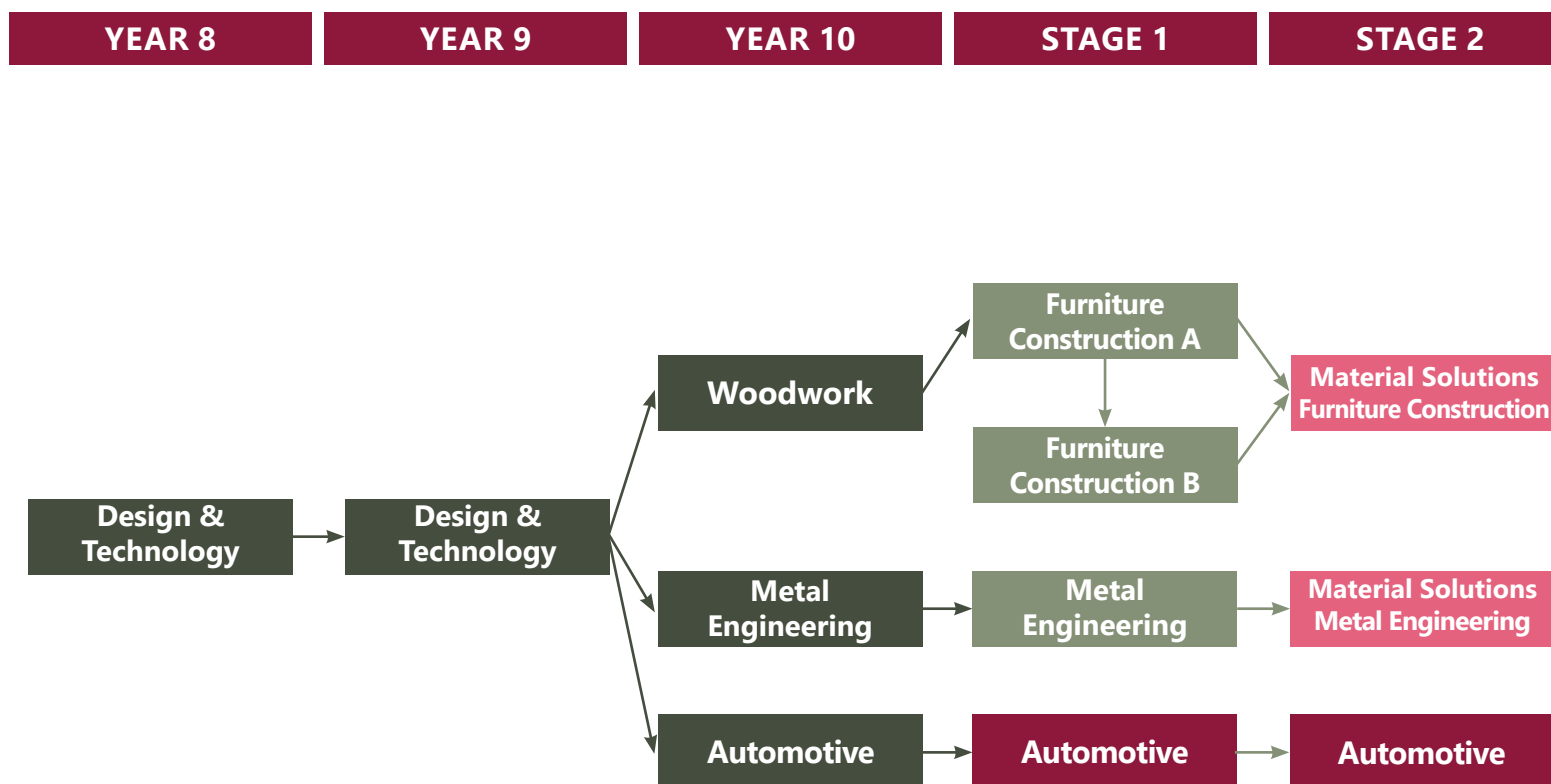 YEAR 8
YEAR 9
YEAR 10
STAGE 1
STAGE 2
Furniture
Construction A
Woodwork
Material Solutions
Furniture Construction
Furniture
Construction B
Design &
Technology
Design &
Technology
Metal
Engineering
Metal
Engineering
Material Solutions
Metal Engineering
Automotive
Automotive
Automotive